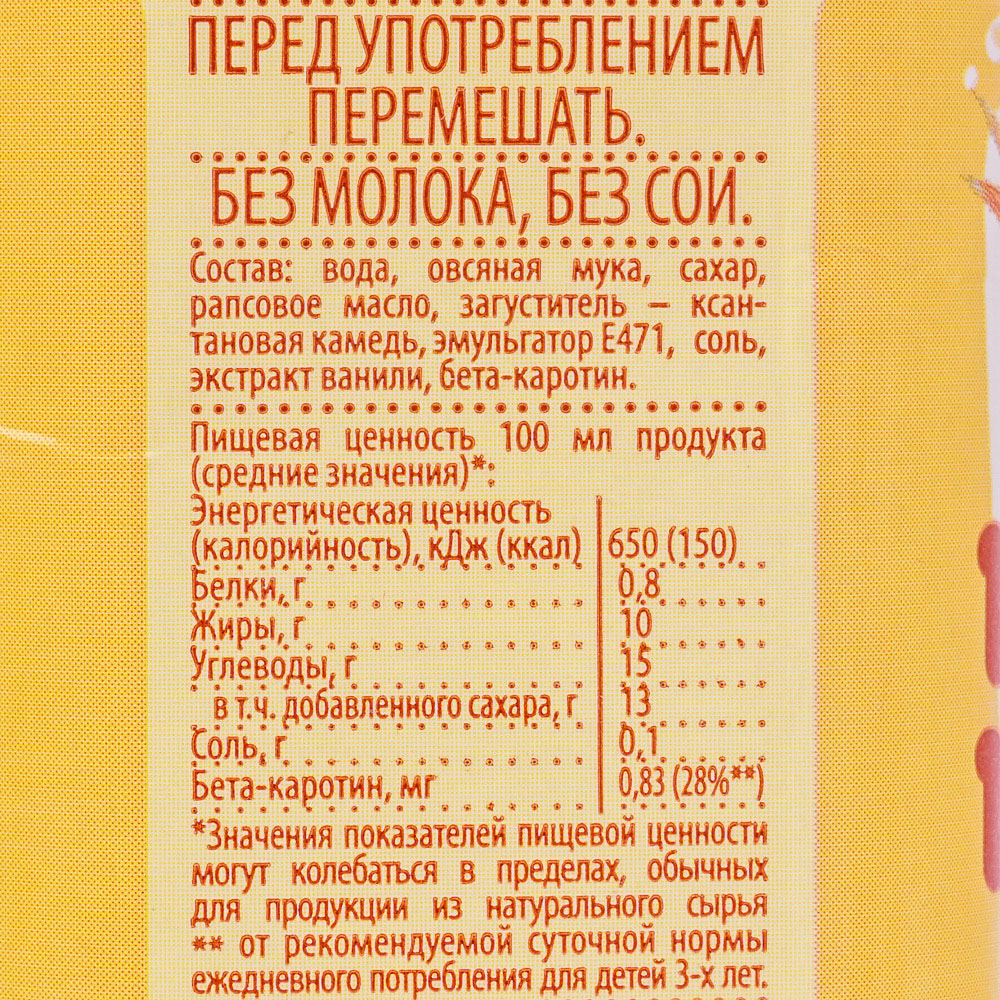 ПЕРЕД УПОТРЕБЛЕНИЕМ
ПЕРЕМЕШАТЬ.
БЕЗ МОЛОКА, БЕЗ СОИ.
Состав: вода, овсяная мука, сахар,
рапсовое масло, загуститель – ксан-
тановая камедь, эмульгатор Е471, соль,
экстракт ванили, бета-каротин.
Пищевая ценность 100 мл продукта
(средние значения)*:
Энергетическая ценность
(калорийность), кДж (ккал) 650 (150)
Белки, г 0,8
Жиры, г 10
Углеводы, г 15
в т.ч. добавленного сахара, г 13
Соль, г 0,1
Бета-каротин, мг 0,83 (28%**)
*Значения показателей пищевой ценности
могут колебаться в пределах, обычных
для продукции из натурального сырья
** от рекомендуемой суточной нормы
ежедневного потребления для детей 3-х лет.